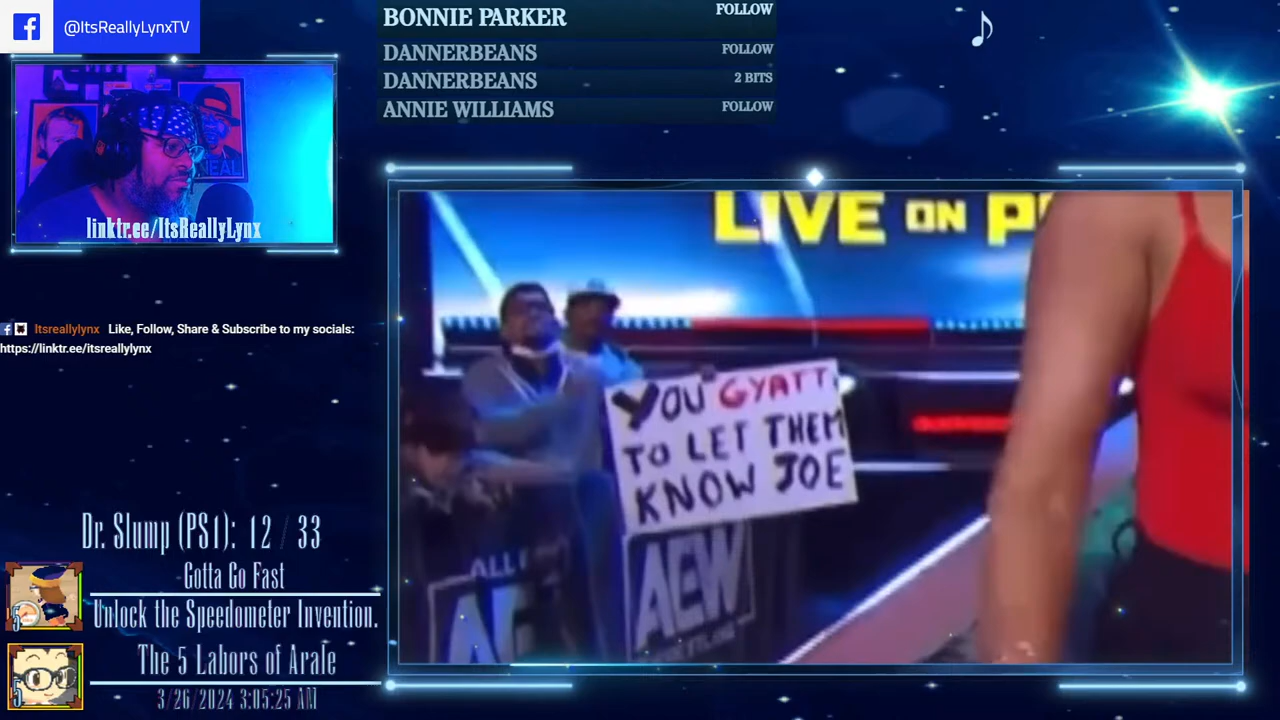 @ItsReallyLynxTV
BONNIE PARKER FOLLOW
DANNERBEANS FOLLOW
DANNERBEANS 2 BITS
ANNIE WILLIAMS FOLLOW
NEAL
linktr.ee/ItsReallyLynx
LIVE ON
YOU GYATT
TO LET THEM
KNOW JOE
Itsreallylynx Like, Follow, Share & Subscribe to my socials:
https://linktr.ee/itsreallylynx
AEW
Dr. Slump (PS1): 12 / 33
Gotta Go Fast
Unlock the Speedometer Invention.
5
The 5 Labors of Arale
5
3/26/2024 3:05:25 AM